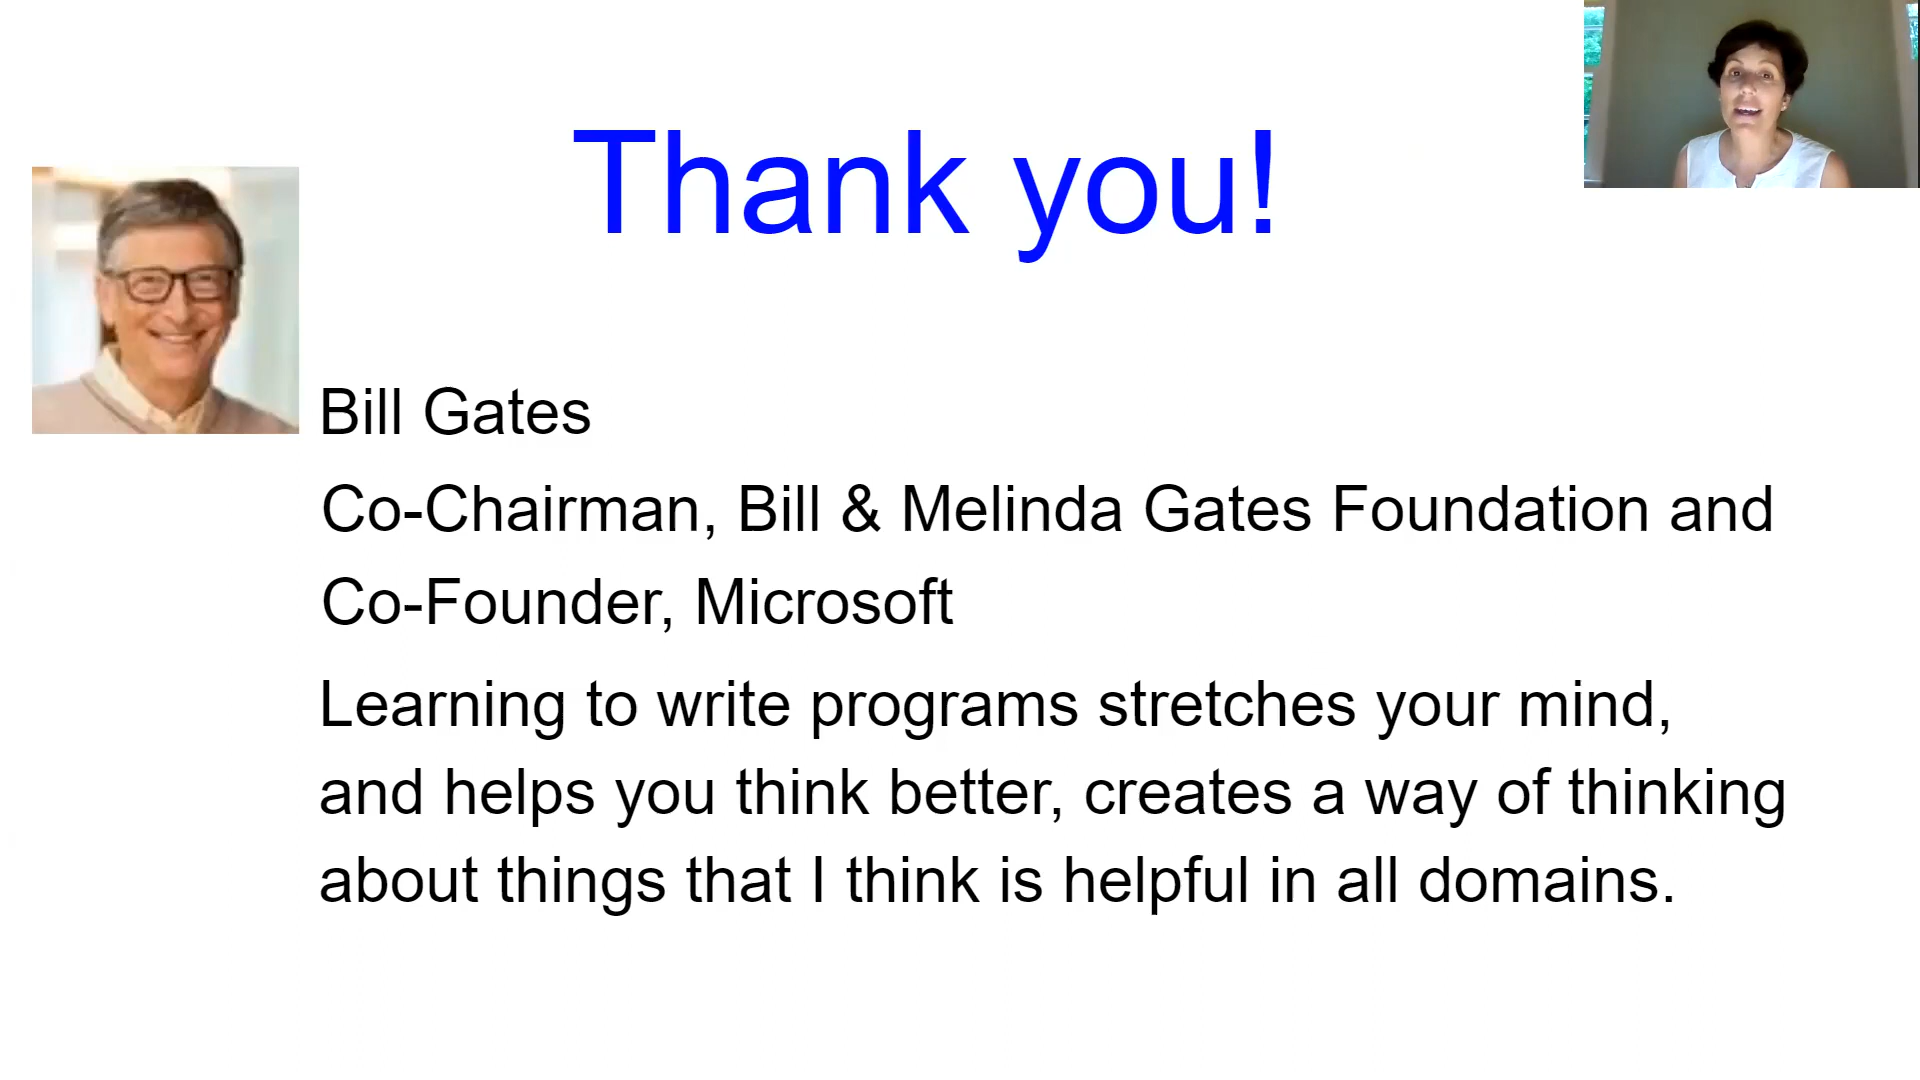 Thank you!
Bill Gates
Co-Chairman, Bill & Melinda Gates Foundation and
Co-Founder, Microsoft
Learning to write programs stretches your mind,
and helps you think better, creates a way of thinking
about things that I think is helpful in all domains.